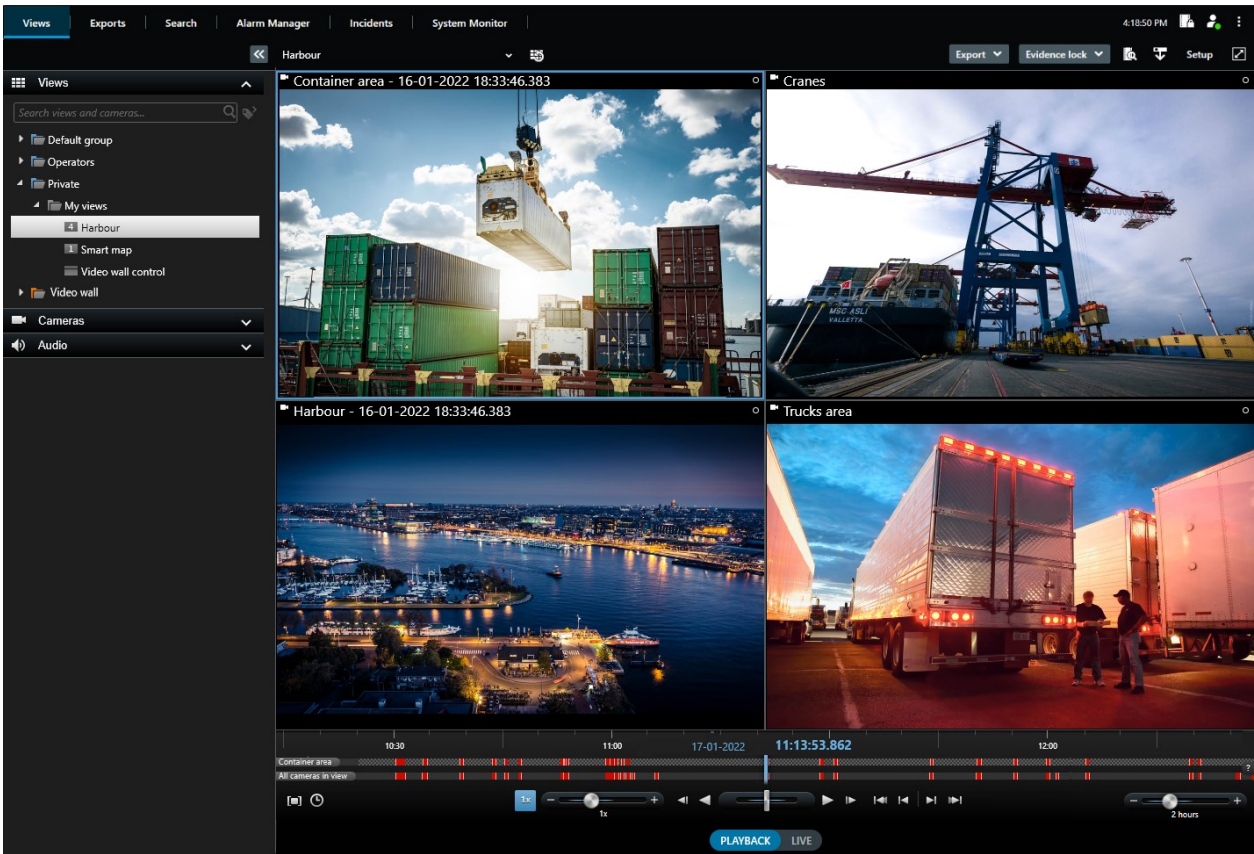 Views Exports Search Alarm Manager Incidents System Monitor 4:18:50 PM
Harbour Export Evidence lock Setup
Views
Search views and cameras...
Default group
Operators
Private
My views
4 Harbour
1 Smart map
Video wall control
Video wall
Cameras
Audio
Container area - 16-01-2022 18:33:46.383
Cranes
MSC ASLI
VALLETTA
Harbour - 16-01-2022 18:33:46.383
Trucks area
10:30 11:00 17-01-2022 11:13:53.862 12:00
Container area
All cameras in view
?
1x
1x
2 hours
PLAYBACK LIVE